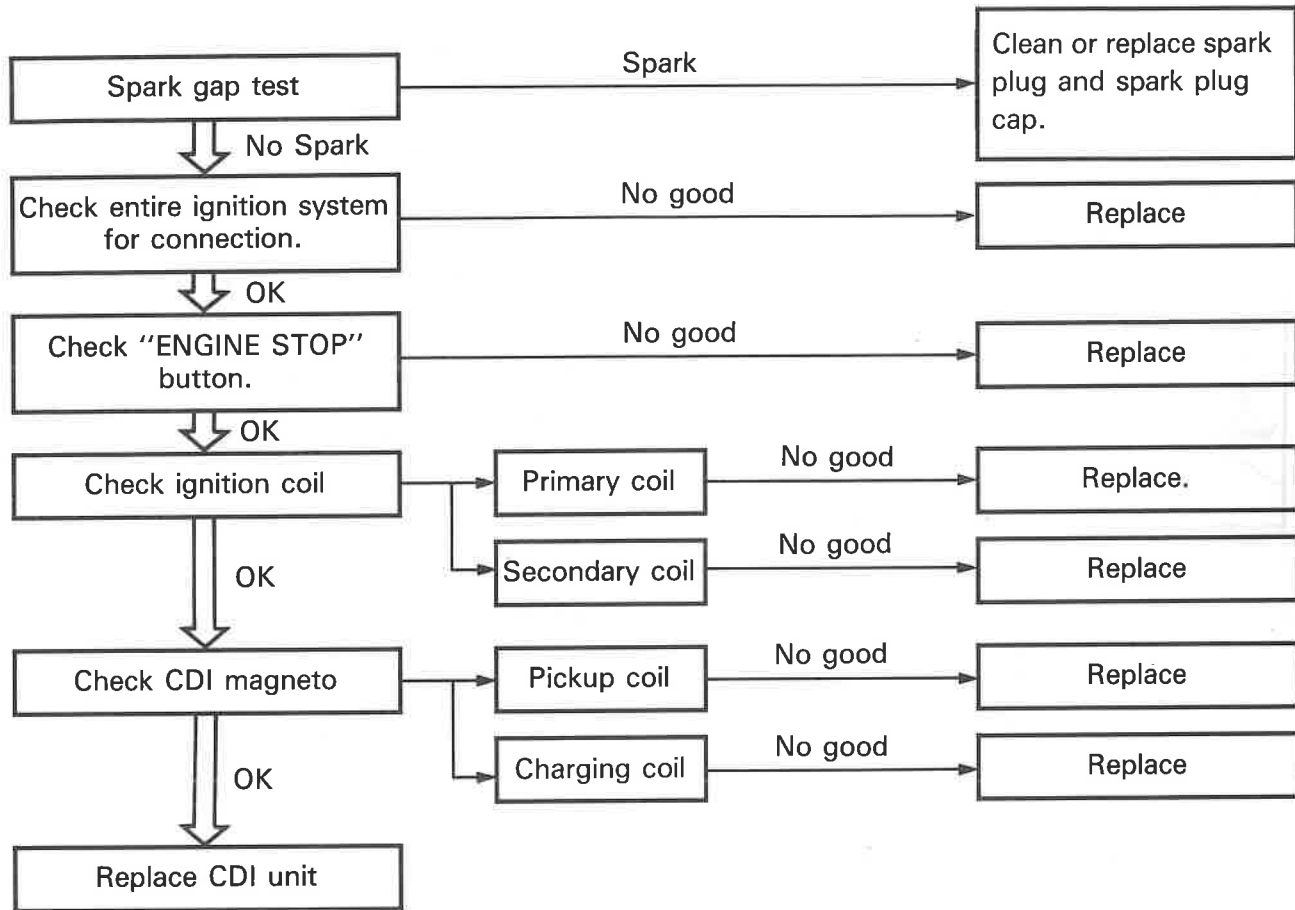 Spark gap test
Spark
Clean or replace spark
plug and spark plug
cap.
No Spark
Check entire ignition system
for connection.
No good
Replace
OK
Check "ENGINE STOP"
button.
No good
Replace
OK
Check ignition coil
Primary coil
No good
Replace.
Secondary coil
No good
Replace
OK
Check CDI magneto
Pickup coil
No good
Replace
Charging coil
No good
Replace
OK
Replace CDI unit